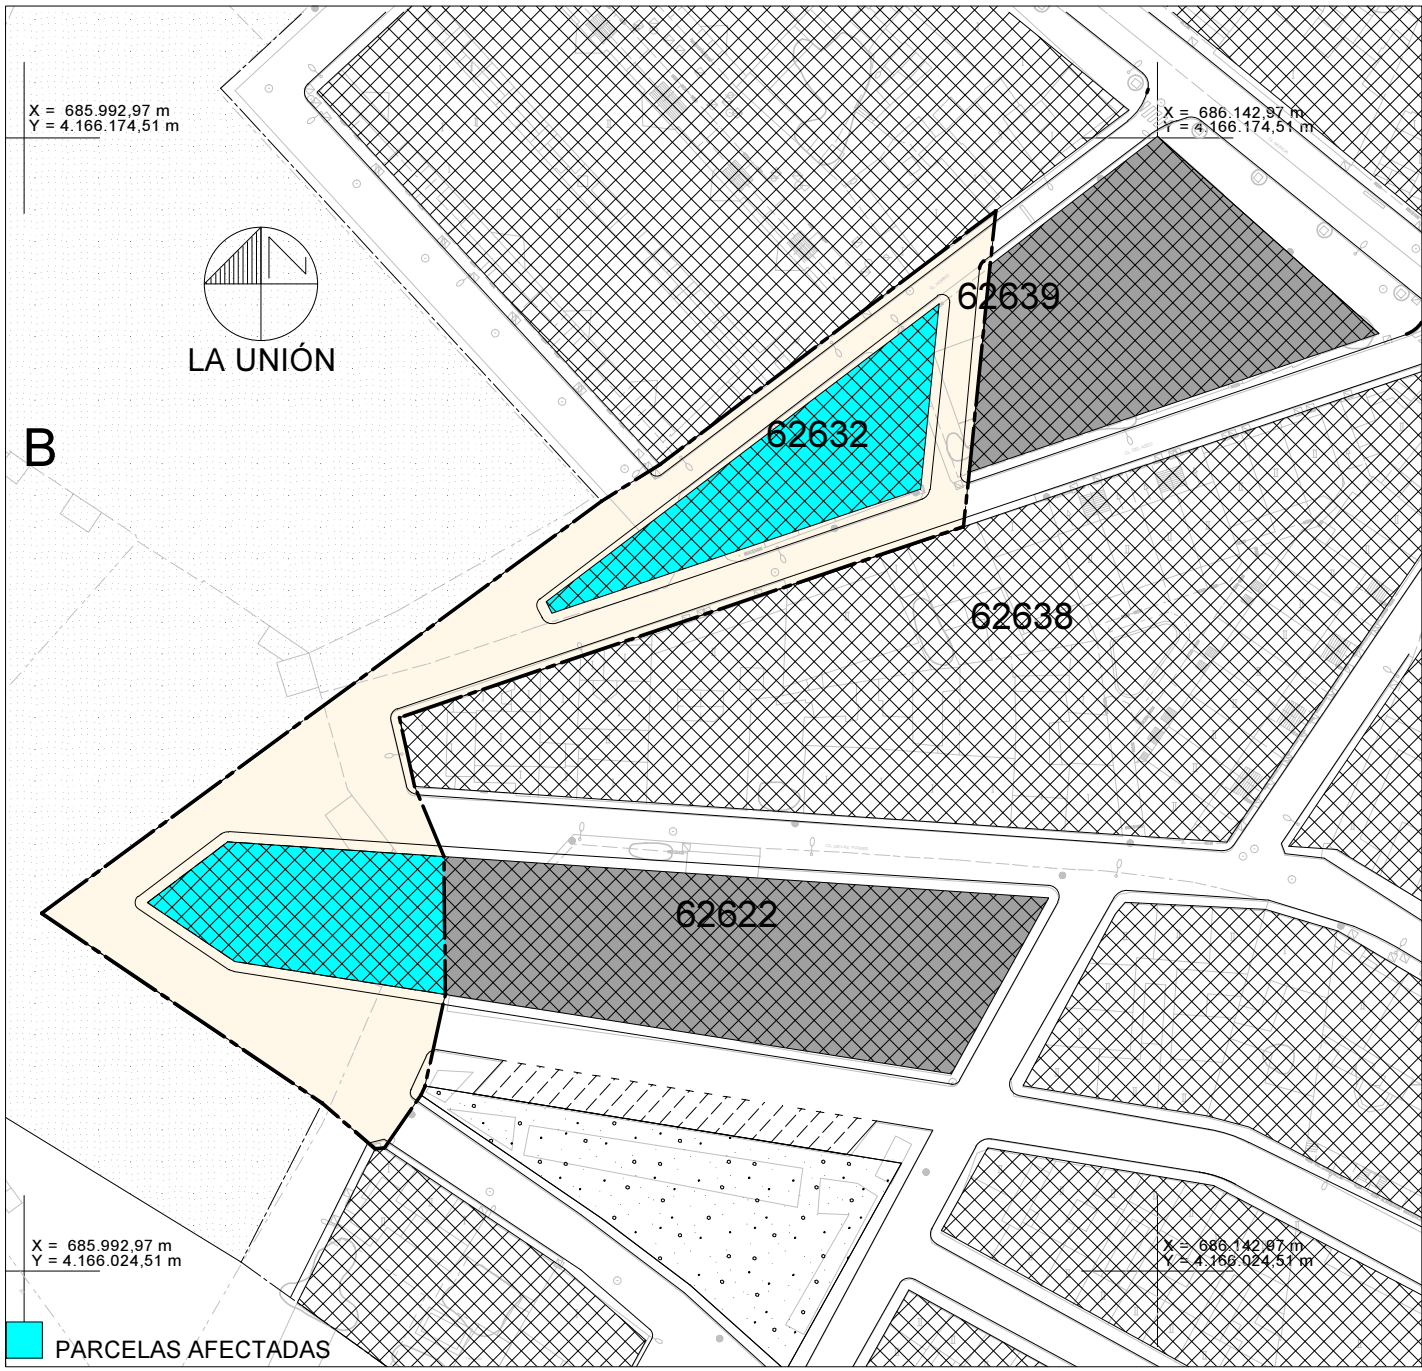 X = 685.992,97 m
Y = 4.166.174,51 m
X = 686.142,97 m
Y = 4.166.174,51 m
LA UNIÓN
62639
B
62632
62638
62622
X = 685.992,97 m
Y = 4.166.024,51 m
X = 686.142,97 m
Y = 4.166.024,51 m
PARCELAS AFECTADAS